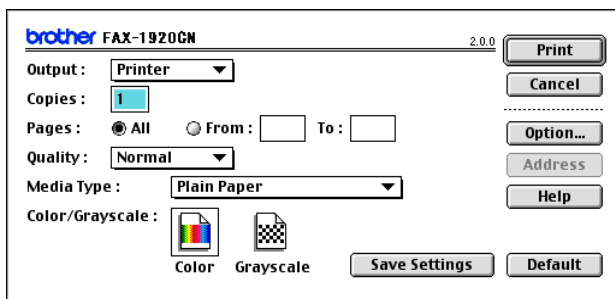 brother FAX-1920CN 2.0.0
Print
Output : Printer
Cancel
Copies : 1
Pages : All From : To :
Option...
Quality : Normal
Address
Media Type : Plain Paper
Help
Color/Grayscale :
Color Grayscale
Save Settings Default